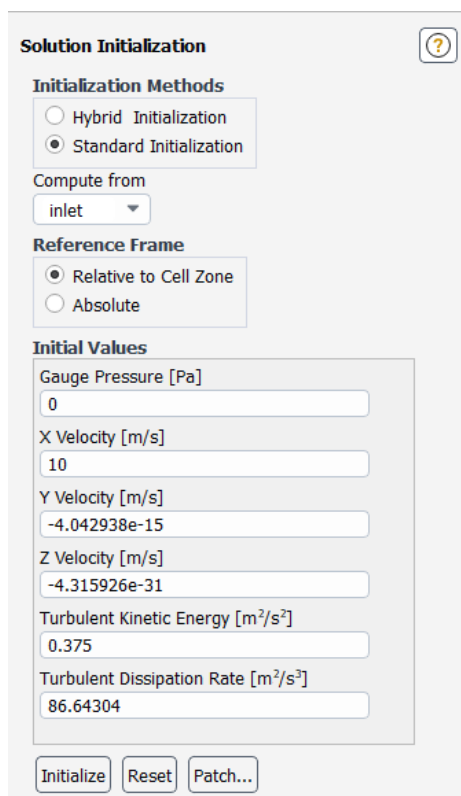 Solution Initialization
?
Initialization Methods
Hybrid Initialization
Standard Initialization
Compute from
inlet
Reference Frame
Relative to Cell Zone
Absolute
Initial Values
Gauge Pressure [Pa]
0
X Velocity [m/s]
10
Y Velocity [m/s]
-4.042938e-15
Z Velocity [m/s]
-4.315926e-31
Turbulent Kinetic Energy [m²/s²]
0.375
Turbulent Dissipation Rate [m²/s³]
86.64304
Initialize Reset Patch...